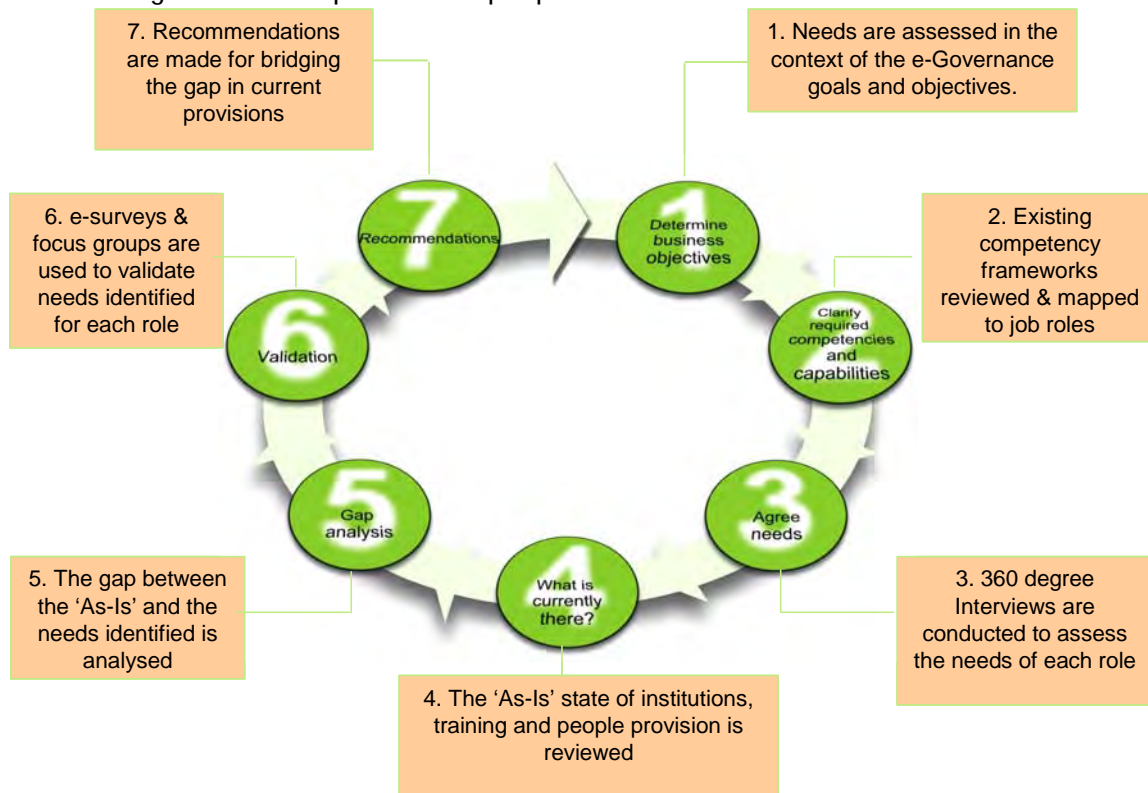 7. Recommendations
are made for bridging
the gap in current
provisions
1. Needs are assessed in the
context of the e-Governance
goals and objectives.
6. e-surveys &
focus groups are
used to validate
needs identified
for each role
2. Existing
competency
frameworks
reviewed & mapped
to job roles
7
Recommendations
1
Determine
business
objectives
6
Validation
2
Clarify
required
competencies
and
capabilities
5
Gap
analysis
3
Agree
needs
4
What is
currently
there?
5. The gap between
the ‘As-Is’ and the
needs identified is
analysed
3. 360 degree
Interviews are
conducted to assess
the needs of each role
4. The ‘As-Is’ state of institutions,
training and people provision is
reviewed